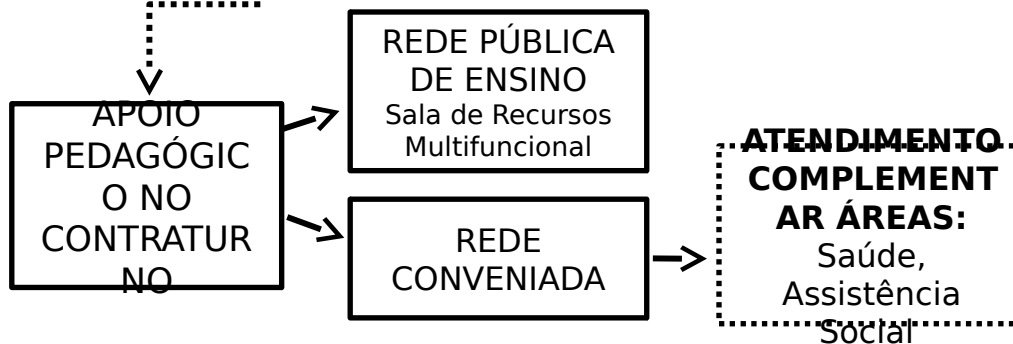 APOIO
PEDAGÓGIC
O NO
CONTRATUR
NO
REDE PÚBLICA
DE ENSINO
Sala de Recursos
Multifuncional
REDE
CONVENIADA
ATENDIMENTO
COMPLEMENT
AR ÁREAS:
Saúde,
Assistência
Social